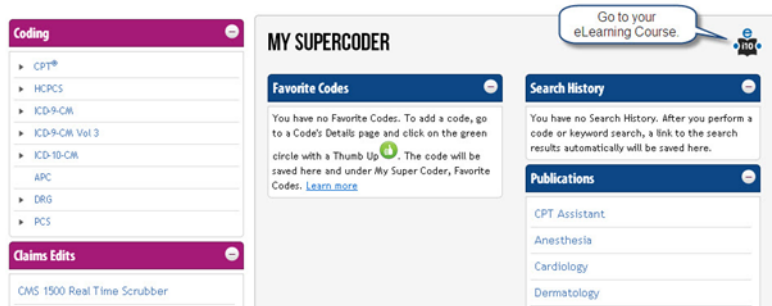 Coding
CPT®
HCPCS
ICD-9-CM
ICD-9-CM Vol 3
ICD-10-CM
APC
DRG
PCS
Claims Edits
CMS 1500 Real Time Scrubber
MY SUPERCODER
Go to your
eLearning Course.
e
i10
Favorite Codes
You have no Favorite Codes. To add a code, go
to a Code's Details page and click on the green
circle with a Thumb Up . The code will be
saved here and under My Super Coder, Favorite
Codes. Learn more
Search History
You have no Search History. After you perform a
code or keyword search, a link to the search
results automatically will be saved here.
Publications
CPT Assistant
Anesthesia
Cardiology
Dermatology